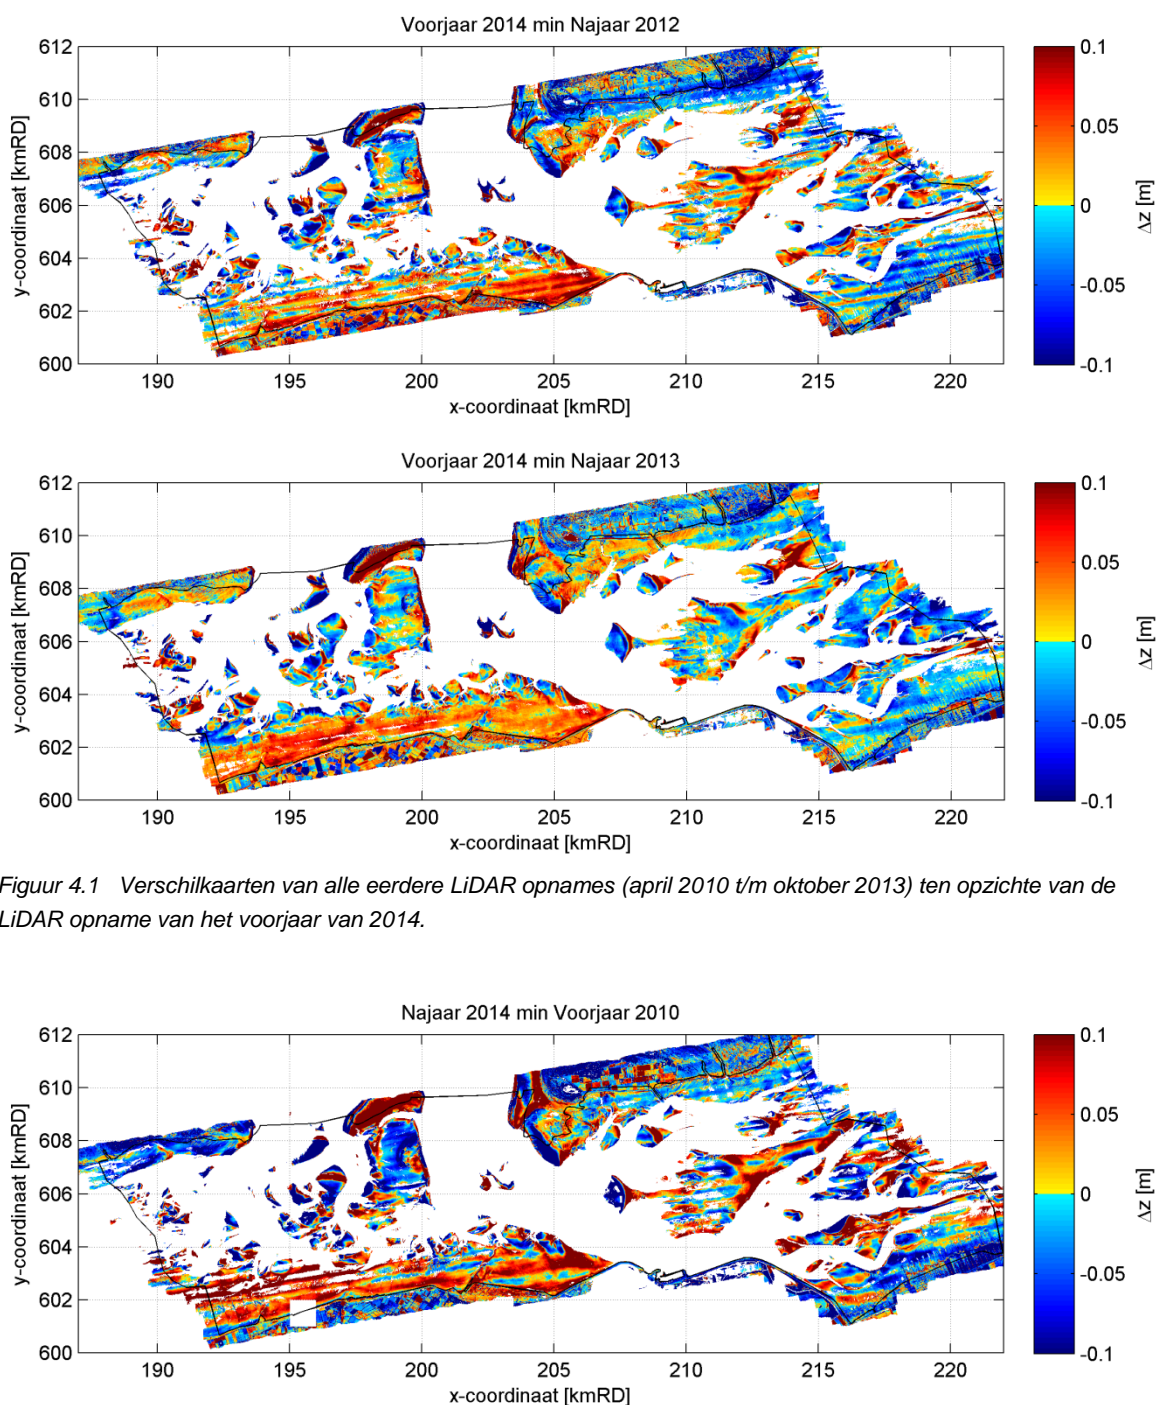 Voorjaar 2014 min Najaar 2012
612
610
608
606
604
602
600
y-coordinaat [kmRD]
190 195 200 205 210 215 220
x-coordinaat [kmRD]
0.1
0.05
0
-0.05
-0.1
Δz [m]
Voorjaar 2014 min Najaar 2013
612
610
608
606
604
602
600
y-coordinaat [kmRD]
190 195 200 205 210 215 220
x-coordinaat [kmRD]
0.1
0.05
0
-0.05
-0.1
Δz [m]
Figuur 4.1 Verschilkaarten van alle eerdere LiDAR opnames (april 2010 t/m oktober 2013) ten opzichte van de
LiDAR opname van het voorjaar van 2014.
Najaar 2014 min Voorjaar 2010
612
610
608
606
604
602
600
y-coordinaat [kmRD]
190 195 200 205 210 215 220
x-coordinaat [kmRD]
0.1
0.05
0
-0.05
-0.1
Δz [m]